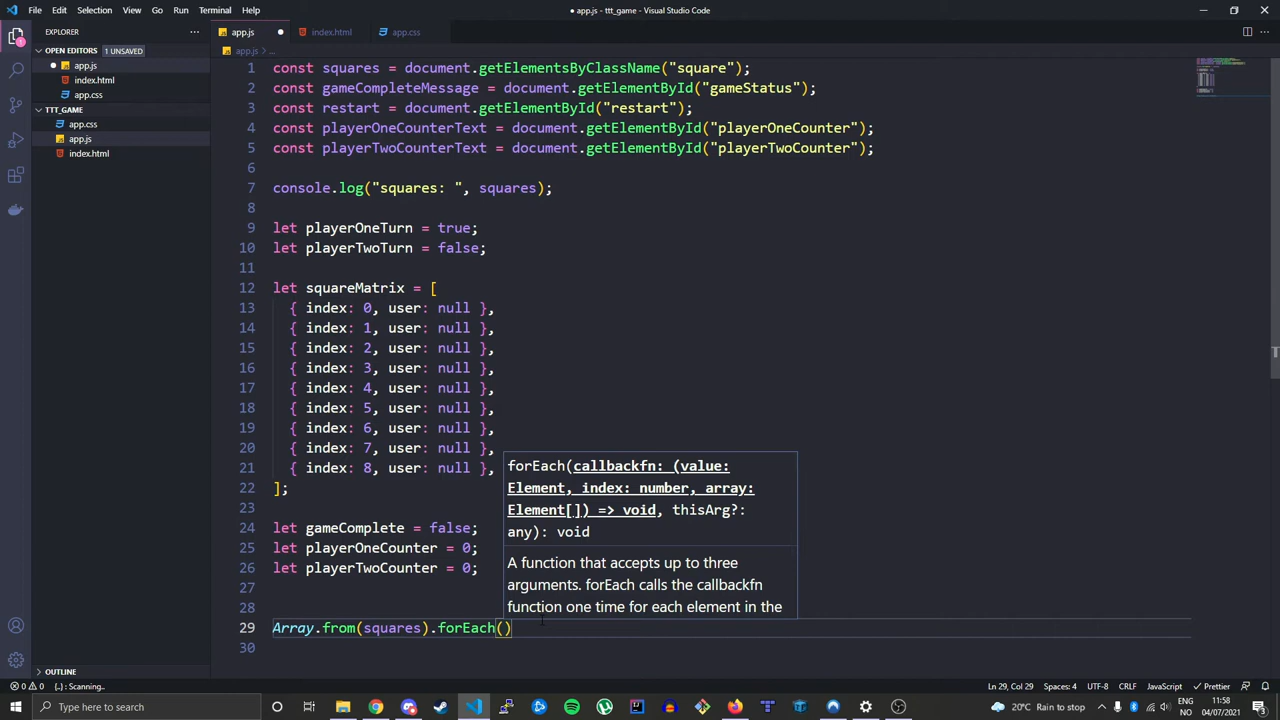 File Edit Selection View Go Run Terminal Help
● app.js - ttt_game - Visual Studio Code
EXPLORER
OPEN EDITORS 1 UNSAVED
● app.js
index.html
app.css
TTT_GAME
app.css
app.js
index.html
OUTLINE
app.js ●
index.html
app.css
app.js > ...
1 const squares = document.getElementsByClassName("square");
2 const gameCompleteMessage = document.getElementById("gameStatus");
3 const restart = document.getElementById("restart");
4 const playerOneCounterText = document.getElementById("playerOneCounter");
5 const playerTwoCounterText = document.getElementById("playerTwoCounter");
6
7 console.log("squares: ", squares);
8
9 let playerOneTurn = true;
10 let playerTwoTurn = false;
11
12 let squareMatrix = [
13 { index: 0, user: null },
14 { index: 1, user: null },
15 { index: 2, user: null },
16 { index: 3, user: null },
17 { index: 4, user: null },
18 { index: 5, user: null },
19 { index: 6, user: null },
20 { index: 7, user: null },
21 { index: 8, user: null },
22 ];
23
24 let gameComplete = false;
25 let playerOneCounter = 0;
26 let playerTwoCounter = 0;
27
28
29 Array.from(squares).forEach()
30
forEach(callbackfn: (value:
Element, index: number, array:
Element[]) => void, thisArg?:
any): void
A function that accepts up to three
arguments. forEach calls the callbackfn
function one time for each element in the
0 0 {..} : Scanning..
Ln 29, Col 29 Spaces: 4 UTF-8 CRLF JavaScript Prettier
Type here to search
20°C Rain to stop
11:58
NO 04/07/2021